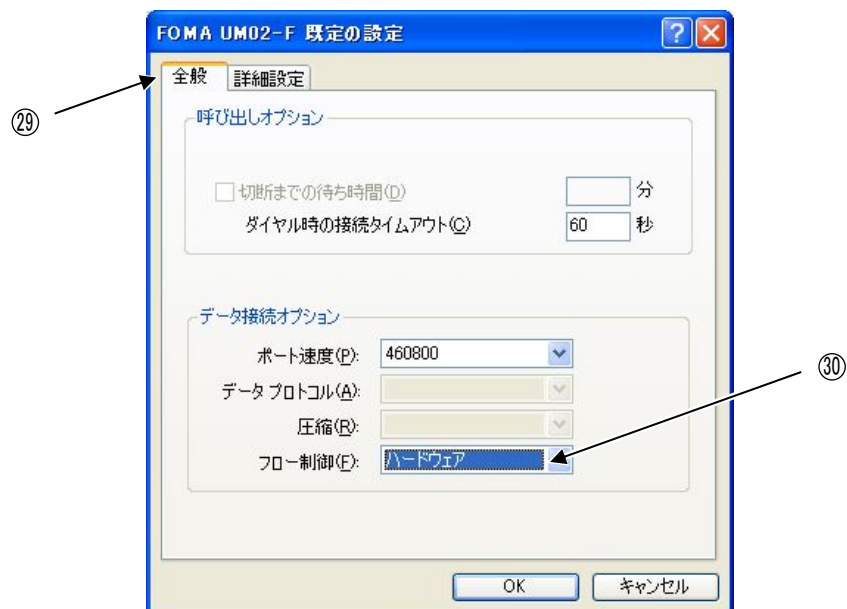 FOMA UM02-F 既定の設定
全般 詳細設定
㉙
呼び出しオプション
切断までの待ち時間(D) 分
ダイヤル時の接続タイムアウト(C) 60 秒
データ接続オプション
ポート速度(P): 460800
㉚
データ プロトコル(A):
圧縮(R):
フロー制御(F): ハードウェア
OK キャンセル